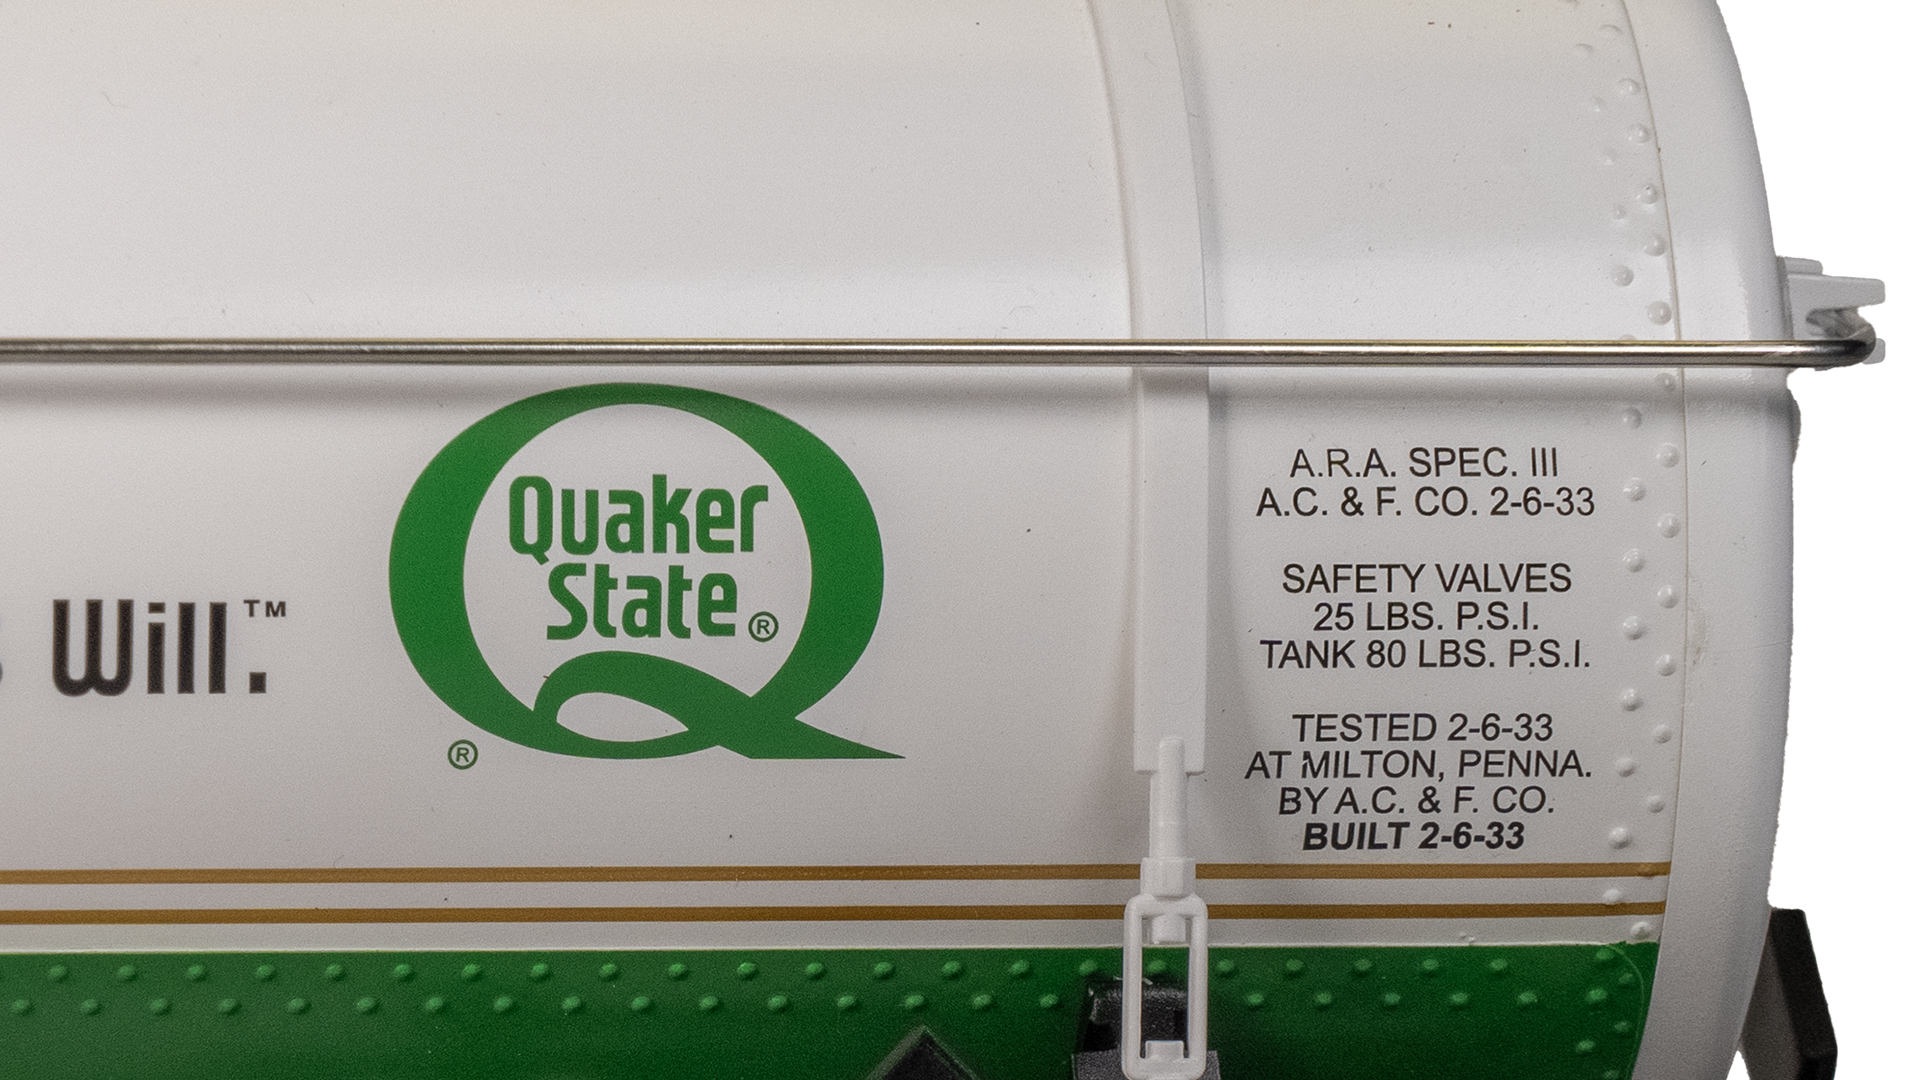 Will.™
Quaker
State®
®
A.R.A. SPEC. III
A.C. & F. CO. 2-6-33
SAFETY VALVES
25 LBS. P.S.I.
TANK 80 LBS. P.S.I.
TESTED 2-6-33
AT MILTON, PENNA.
BY A.C. & F. CO.
BUILT 2-6-33